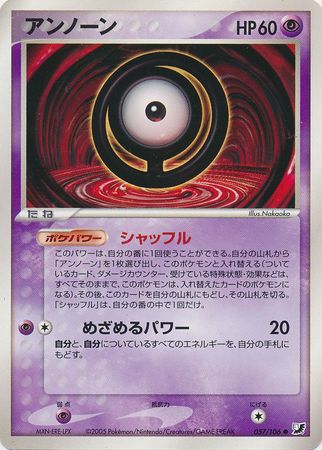 アンノーン HP60
たね
Illus.Nakaoka
ポケパワー シャッフル
このパワーは、自分の番に1回使うことができる。自分の山札から
「アンノーン」を1枚選び出し、このポケモンと入れ替える(ついてい
るカード、ダメージカウンター、受けている特殊状態・効果などは、
すべてそのままで、このポケモンは、入れ替えたカードのポケモンに
なる)。その後、このカードを自分の山札にもどし、その山札を切る。
「シャッフル」は、自分の番の中で1回だけ。
めざめるパワー 20
自分と、自分についているすべてのエネルギーを、自分の手札に
もどす。
弱点 抵抗力 にげる
MXN-ERE-LPX ©2005 Pokémon/Nintendo/Creatures/GAME FREAK 057/106